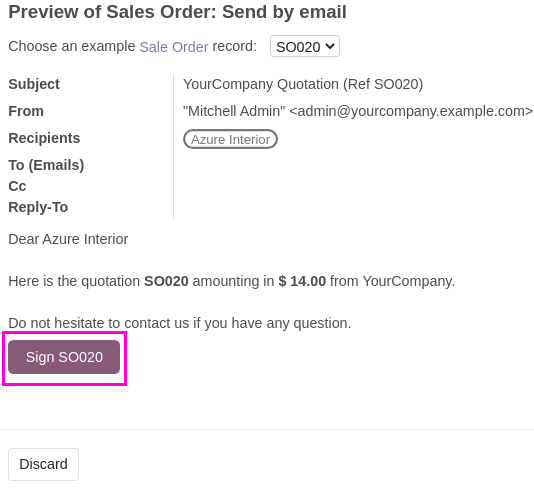 Preview of Sales Order: Send by email
Choose an example Sale Order record: SO020
Subject YourCompany Quotation (Ref SO020)
From "Mitchell Admin" <admin@yourcompany.example.com>
Recipients Azure Interior
To (Emails)
Cc
Reply-To
Dear Azure Interior
Here is the quotation SO020 amounting in $ 14.00 from YourCompany.
Do not hesitate to contact us if you have any question.
Sign SO020
Discard